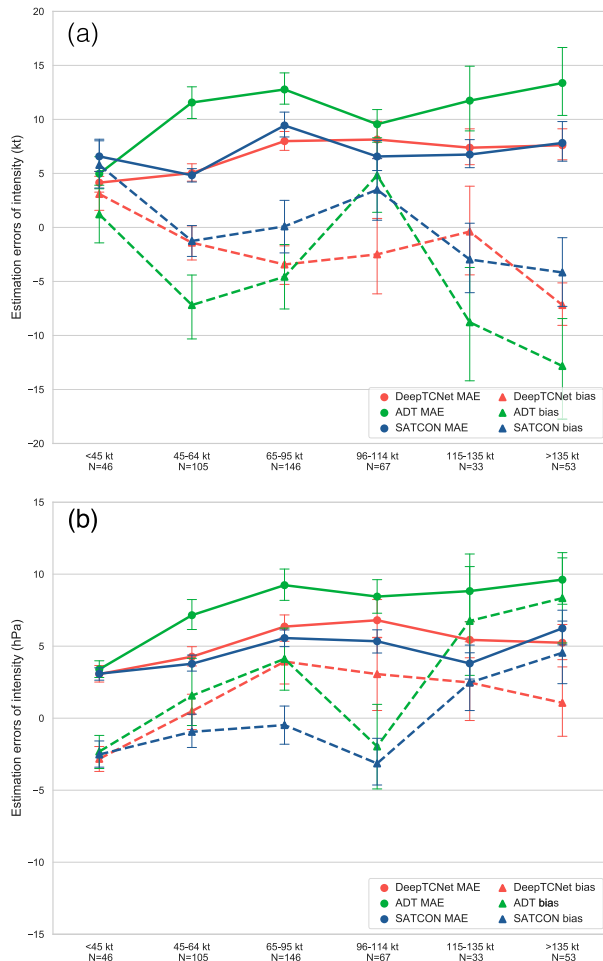 (a)
20
15
10
5
0
−5
−10
−15
−20
Estimation errors of intensity (kt)
DeepTCNet MAE DeepTCNet bias
ADT MAE ADT bias
SATCON MAE SATCON bias
<45 kt 45-64 kt 65-95 kt 96-114 kt 115-135 kt >135 kt
N=46 N=105 N=146 N=67 N=33 N=53
(b)
15
10
5
0
−5
−10
−15
Estimation errors of intensity (hPa)
DeepTCNet MAE DeepTCNet bias
ADT MAE ADT bias
SATCON MAE SATCON bias
<45 kt 45-64 kt 65-95 kt 96-114 kt 115-135 kt >135 kt
N=46 N=105 N=146 N=67 N=33 N=53